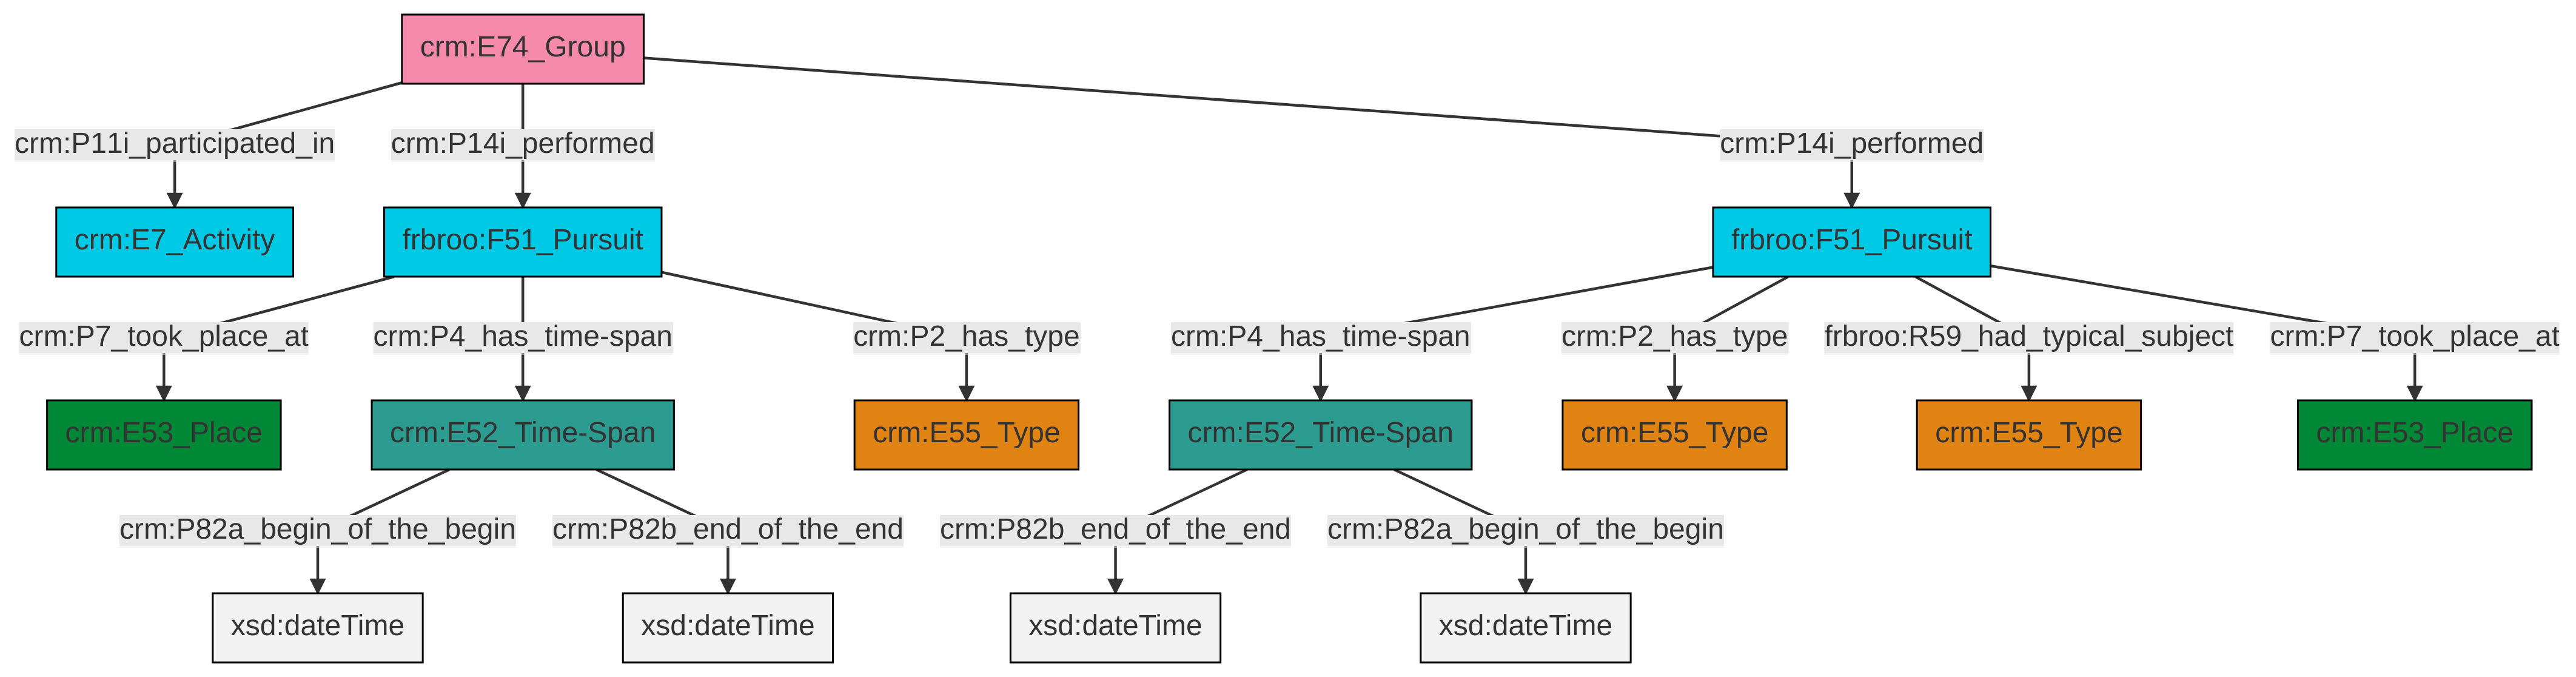 crm:E74_Group
crm:P11i_participated_in
crm:P14i_performed
crm:P14i_performed
crm:E7_Activity
frbroo:F51_Pursuit
frbroo:F51_Pursuit
crm:P7_took_place_at
crm:P4_has_time-span
crm:P2_has_type
crm:P4_has_time-span
crm:P2_has_type
frbroo:R59_had_typical_subject
crm:P7_took_place_at
crm:E53_Place
crm:E52_Time-Span
crm:E55_Type
crm:E52_Time-Span
crm:E55_Type
crm:E55_Type
crm:E53_Place
crm:P82a_begin_of_the_begin
crm:P82b_end_of_the_end
crm:P82b_end_of_the_end
crm:P82a_begin_of_the_begin
xsd:dateTime
xsd:dateTime
xsd:dateTime
xsd:dateTime